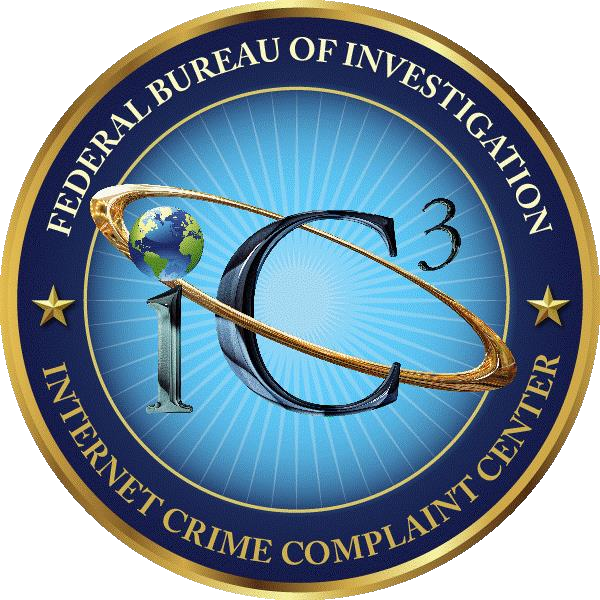 FEDERAL BUREAU OF INVESTIGATION
iC3
INTERNET CRIME COMPLAINT CENTER